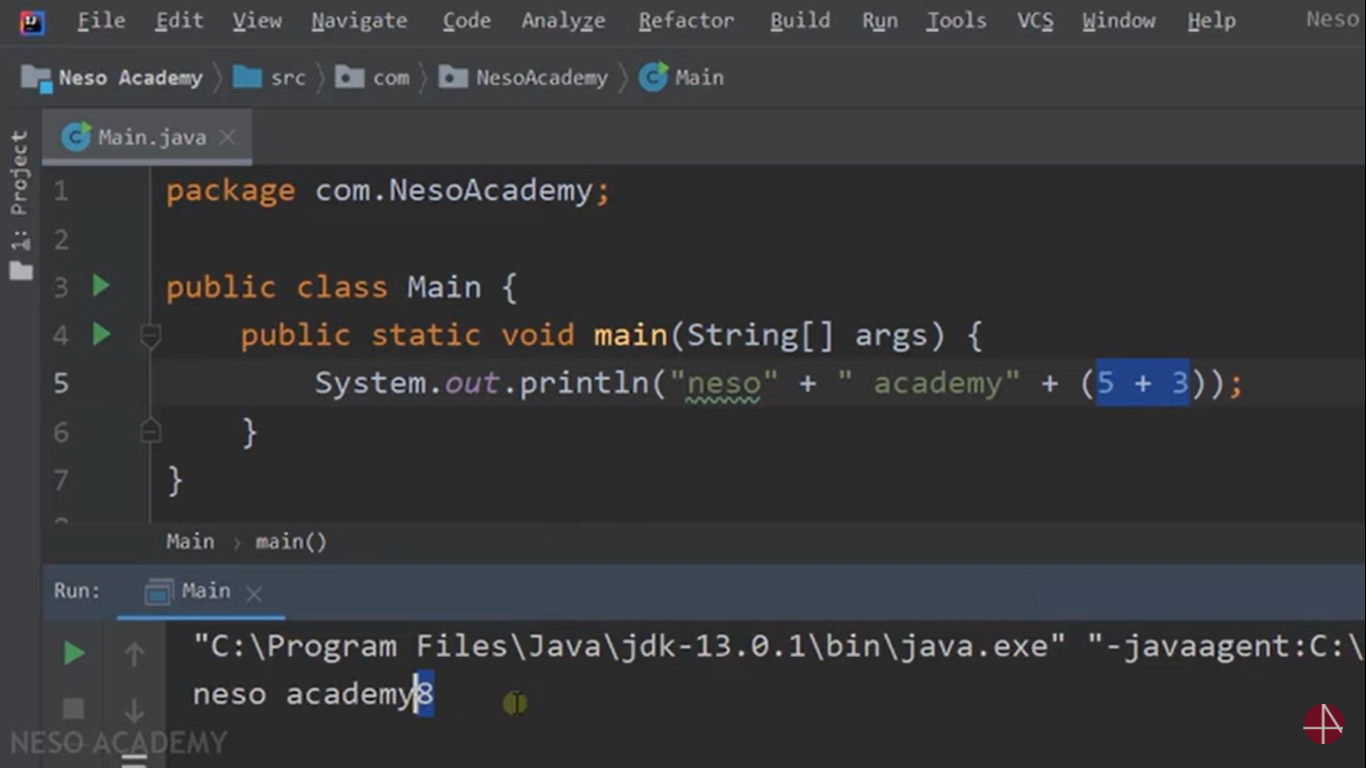 File Edit View Navigate Code Analyze Refactor Build Run Tools VCS Window Help Neso
Neso Academy src com NesoAcademy Main
Main.java
1: Project
1 package com.NesoAcademy;
2
3 public class Main {
4 public static void main(String[] args) {
5 System.out.println("neso" + " academy" + (5 + 3));
6 }
7 }
Main › main()
Run: Main
"C:\Program Files\Java\jdk-13.0.1\bin\java.exe" "-javaagent:C:\
neso academy8
NESO ACADEMY